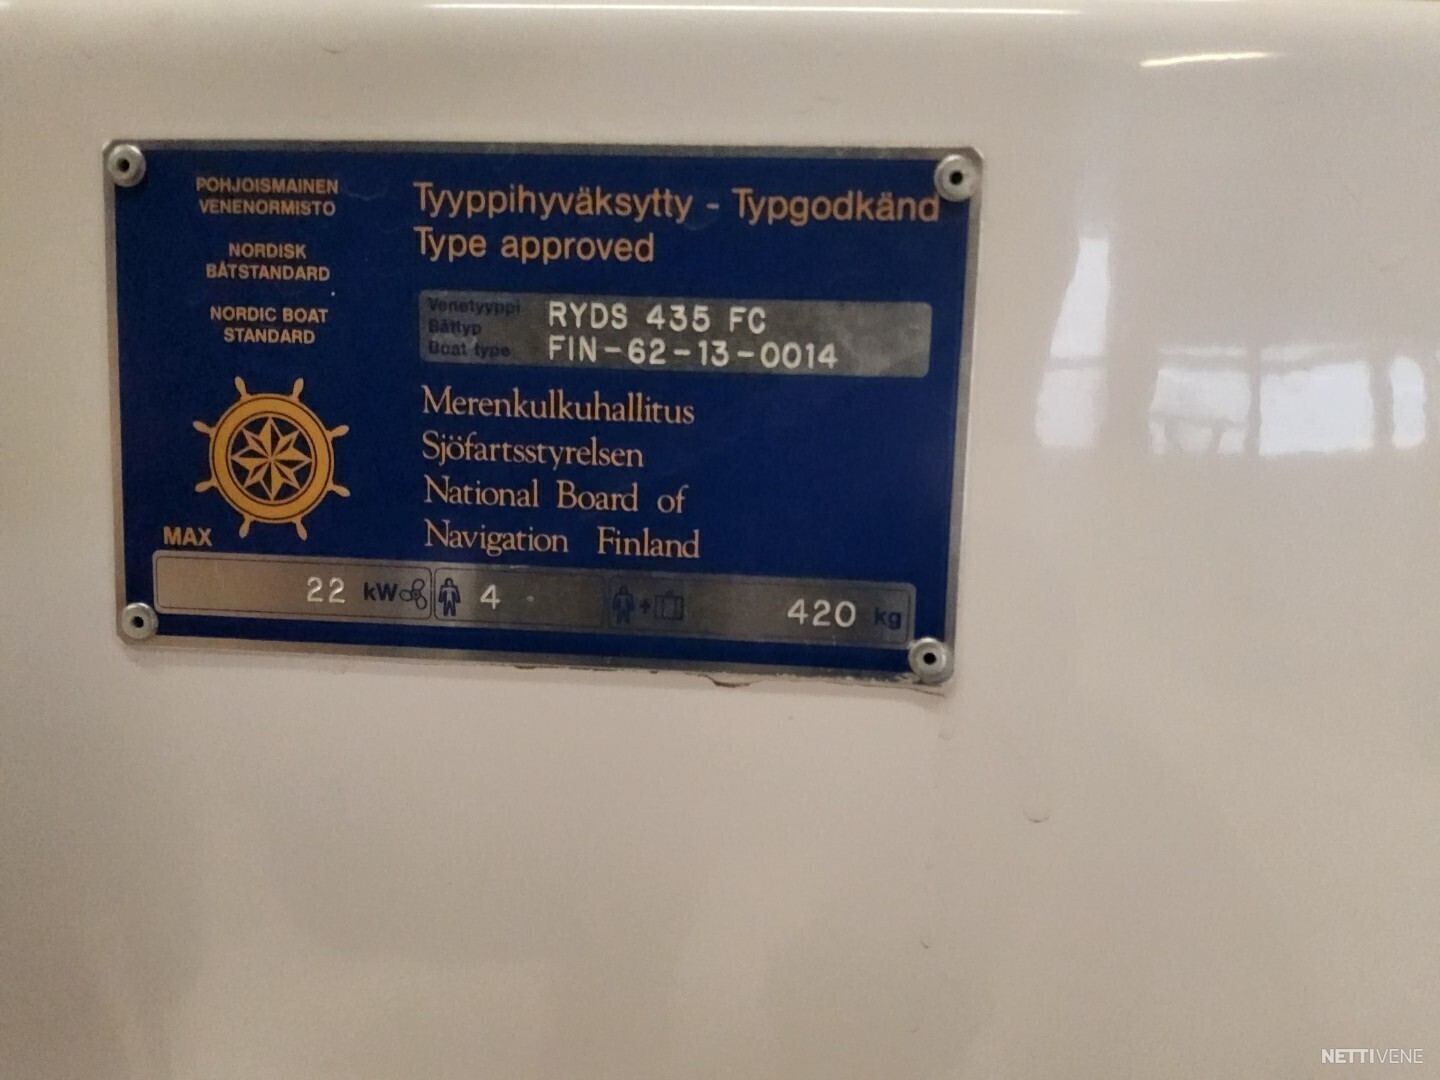 POHJOISMAINEN
VENENORMISTO
NORDISK
BÅTSTANDARD
NORDIC BOAT
STANDARD
MAX
Tyyppihyväksytty - Typgodkänd
Type approved
Venetyyppi
Båttyp
Boat type
RYDS 435 FC
FIN-62-13-0014
Merenkulkuhallitus
Sjöfartsstyrelsen
National Board of
Navigation Finland
22 kW 4 + 420 kg
NETTIVENE